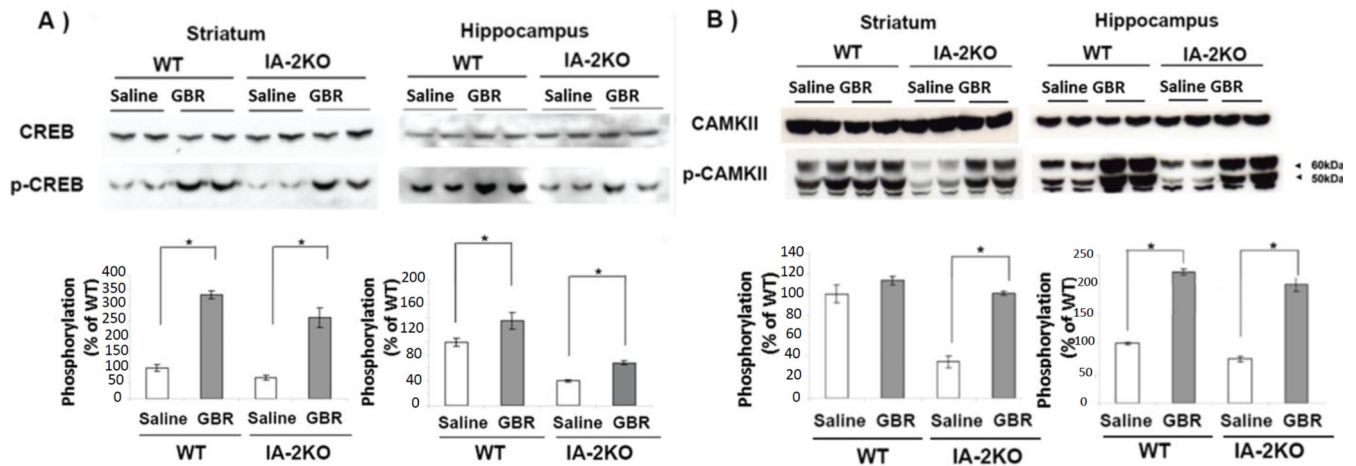 A )
Striatum
Hippocampus
WT
IA-2KO
WT
IA-2KO
Saline GBR
Saline GBR
Saline GBR
Saline GBR
CREB
p-CREB
Phosphorylation
(% of WT)
400
350
300
250
200
150
100
50
0
*
*
Saline GBR
Saline GBR
WT
IA-2KO
Phosphorylation
(% of WT)
200
160
120
80
40
0
*
*
Saline GBR
Saline GBR
WT
IA-2KO
B )
Striatum
Hippocampus
WT
IA-2KO
WT
IA-2KO
Saline GBR
Saline GBR
Saline GBR
Saline GBR
CAMKII
p-CAMKII
60kDa
50kDa
Phosphorylation
(% of WT)
140
120
100
80
60
40
20
0
*
Saline GBR
Saline GBR
WT
IA-2KO
Phosphorylation
(% of WT)
250
200
150
100
50
0
*
*
Saline GBR
Saline GBR
WT
IA-2KO